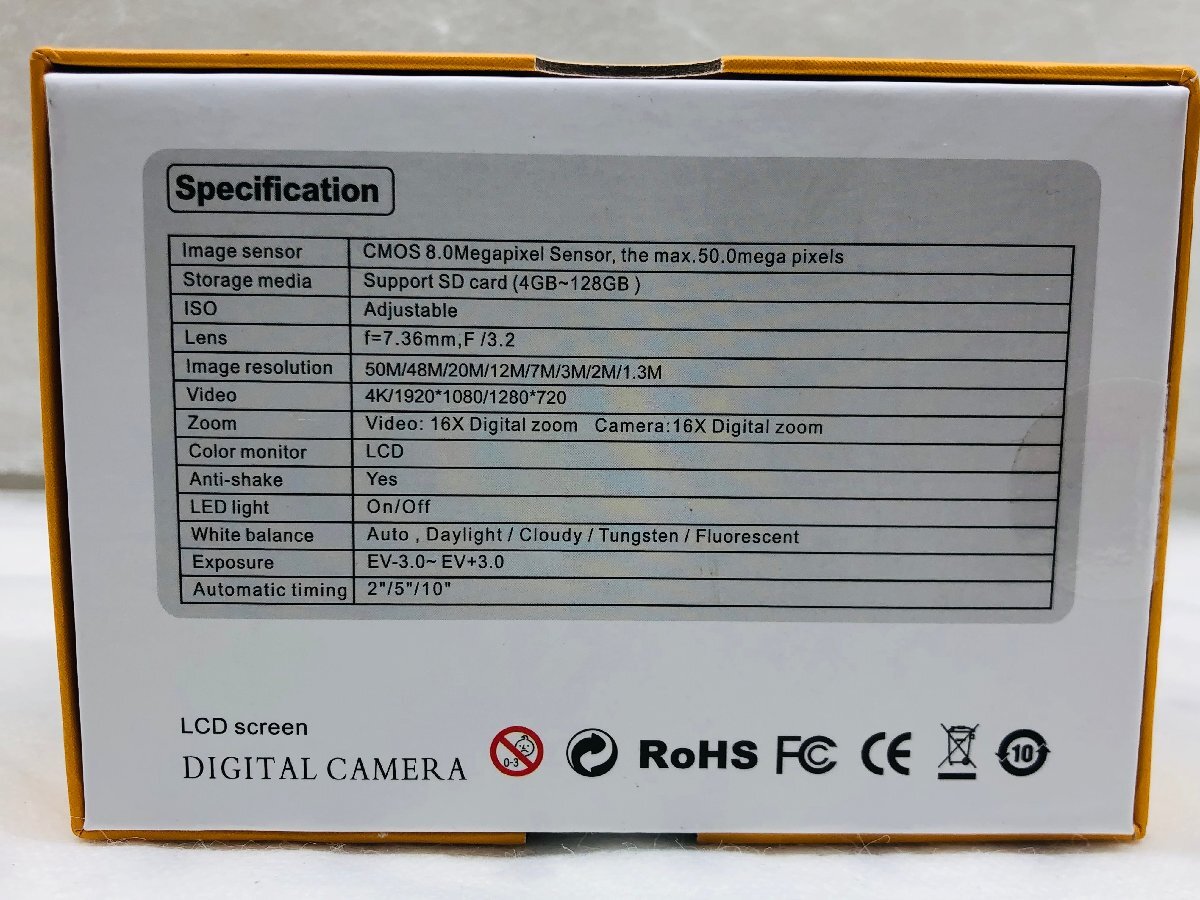 Specification
Image sensor CMOS 8.0Megapixel Sensor, the max.50.0mega pixels
Storage media Support SD card (4GB~128GB )
ISO Adjustable
Lens f=7.36mm,F /3.2
Image resolution 50M/48M/20M/12M/7M/3M/2M/1.3M
Video 4K/1920*1080/1280*720
Zoom Video: 16X Digital zoom Camera:16X Digital zoom
Color monitor LCD
Anti-shake Yes
LED light On/Off
White balance Auto , Daylight / Cloudy / Tungsten / Fluorescent
Exposure EV-3.0~ EV+3.0
Automatic timing 2"/5"/10"
LCD screen
DIGITAL CAMERA 0-3 RoHS FC CE 10